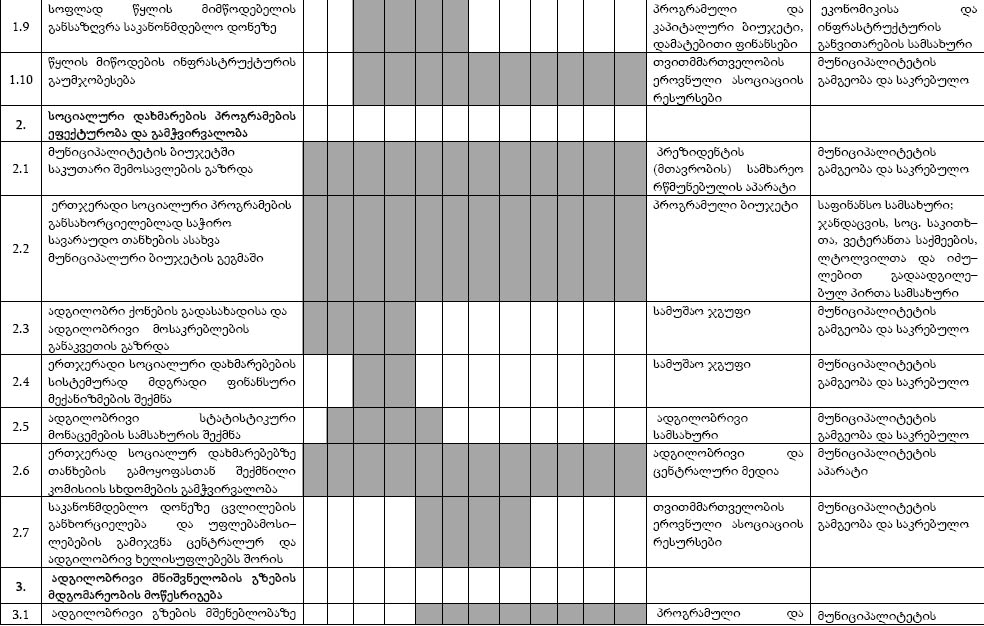 1.9
სოფლად წყლის მიმწოდებელის
განსაზღვრა საკანონმდებლო დონეზე
პროგრამული და
კაპიტალური ბიუჯეტი,
დამატებითი ფინანსები
ეკონომიკისა და
ინფრასტრუქტურის
განვითარების სამსახური
1.10
წყლის მიწოდების ინფრასტრუქტურის
გაუმჯობესება
თვითმმართველობის
ეროვნული ასოციაციის
რესურსები
მუნიციპალიტეტის
გამგეობა და საკრებულო
2.
სოციალური დახმარების პროგრამების
ეფექტურობა და გამჭვირვალობა
2.1
მუნიციპალიტეტის ბიუჯეტში
საკუთარი შემოსავლების გაზრდა
პრეზიდენტის
(მთავრობის) სამხარეო
რწმუნებულის აპარატი
მუნიციპალიტეტის
გამგეობა და საკრებულო
2.2
ერთჯერადი სოციალური პროგრამების
განსახორციელებლად საჭირო
სავარაუდო თანხების ასახვა
მუნიციპალური ბიუჯეტის გეგმაში
პროგრამული ბიუჯეტი
საფინანსო სამსახური;
ჯანდაცვის, სოც. საკითხ–
თა, ვეტერანთა საქმეების,
ლტოლვილთა და იძუ–
ლებით გადაადგილე–
ბულ პირთა სამსახური
2.3
ადგილობრი ქონების გადასახადისა და
ადგილობრივი მოსაკრებლების
განაკვეთის გაზრდა
სამუშაო ჯგუფი
მუნიციპალიტეტის
გამგეობა და საკრებულო
2.4
ერთჯერადი სოციალური დახმარებების
სისტემურად მდგრადი ფინანსური
მექანიზმების შექმნა
სამუშაო ჯგუფი
მუნიციპალიტეტის
გამგეობა და საკრებულო
2.5
ადგილობრივი სტატისტიკური
მონაცემების სამსახურის შექმნა
ადგილობრივი
სამსახური
მუნიციპალიტეტის
გამგეობა და საკრებულო
2.6
ერთჯერად სოციალურ დახმარებებზე
თანხების გამოყოფასთან შექმნილი
კომისიის სხდომების გამჭვირვალობა
ადგილობრივი და
ცენტრალური მედია
მუნიციპალიტეტის
აპარატი
2.7
საკანონმდებლო დონეზე ცვლილების
განხორციელება და უფლებამოსი–
ლებების გამიჯვნა ცენტრალურ და
ადგილობრივ ხელისუფლებებს შორის
თვითმმართველობის
ეროვნული ასოციაციის
რესურსები
მუნიციპალიტეტის
გამგეობა და საკრებულო
3.
ადგილობრივი მნიშვნელობის გზების
მდგომარეობის მოწესრიგება
3.1
ადგილობრივი გზების მშენებლობაზე
პროგრამული და
მუნიციპალიტეტის